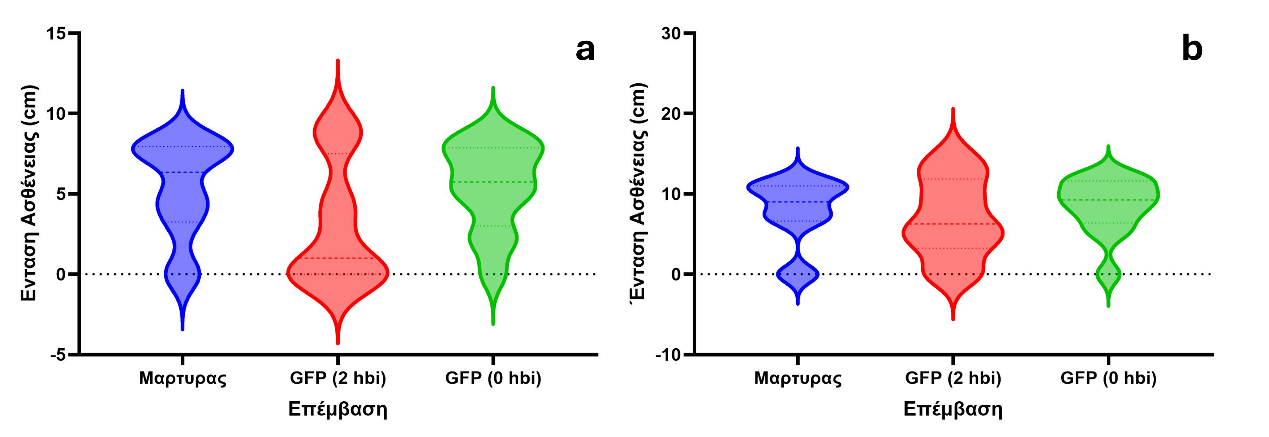 a
Ενταση Ασθένειας (cm)
15
10
5
0
-5
Μαρτυρας GFP (2 hbi) GFP (0 hbi)
Επέμβαση
b
Ένταση Ασθένειας (cm)
30
20
10
0
-10
Μαρτυρας GFP (2 hbi) GFP (0 hbi)
Επέμβαση